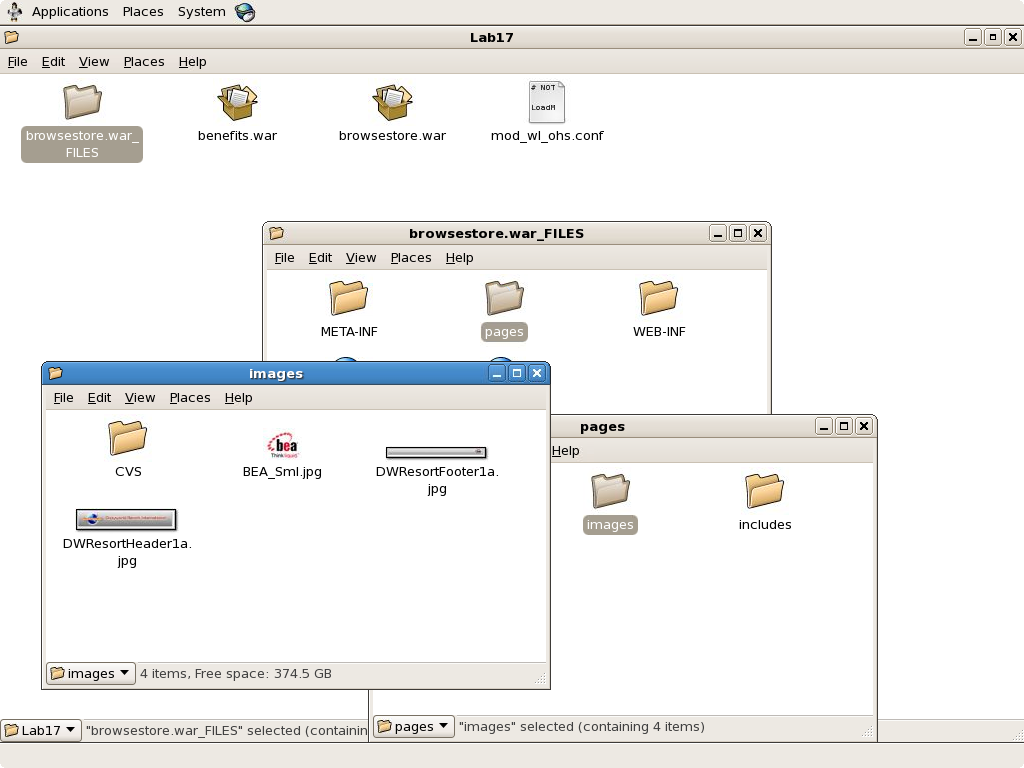 Applications Places System
Lab17
File Edit View Places Help
browsestore.war_
FILES
benefits.war
browsestore.war
# NOT
LoadM
mod_wl_ohs.conf
browsestore.war_FILES
File Edit View Places Help
META-INF
pages
WEB-INF
images
File Edit View Places Help
CVS
bea
BEA_Sml.jpg
DWResortFooter1a.
jpg
DWResortHeader1a.
jpg
images 4 items, Free space: 374.5 GB
pages
Help
images
includes
pages "images" selected (containing 4 items)
Lab17 "browsestore.war_FILES" selected (containin